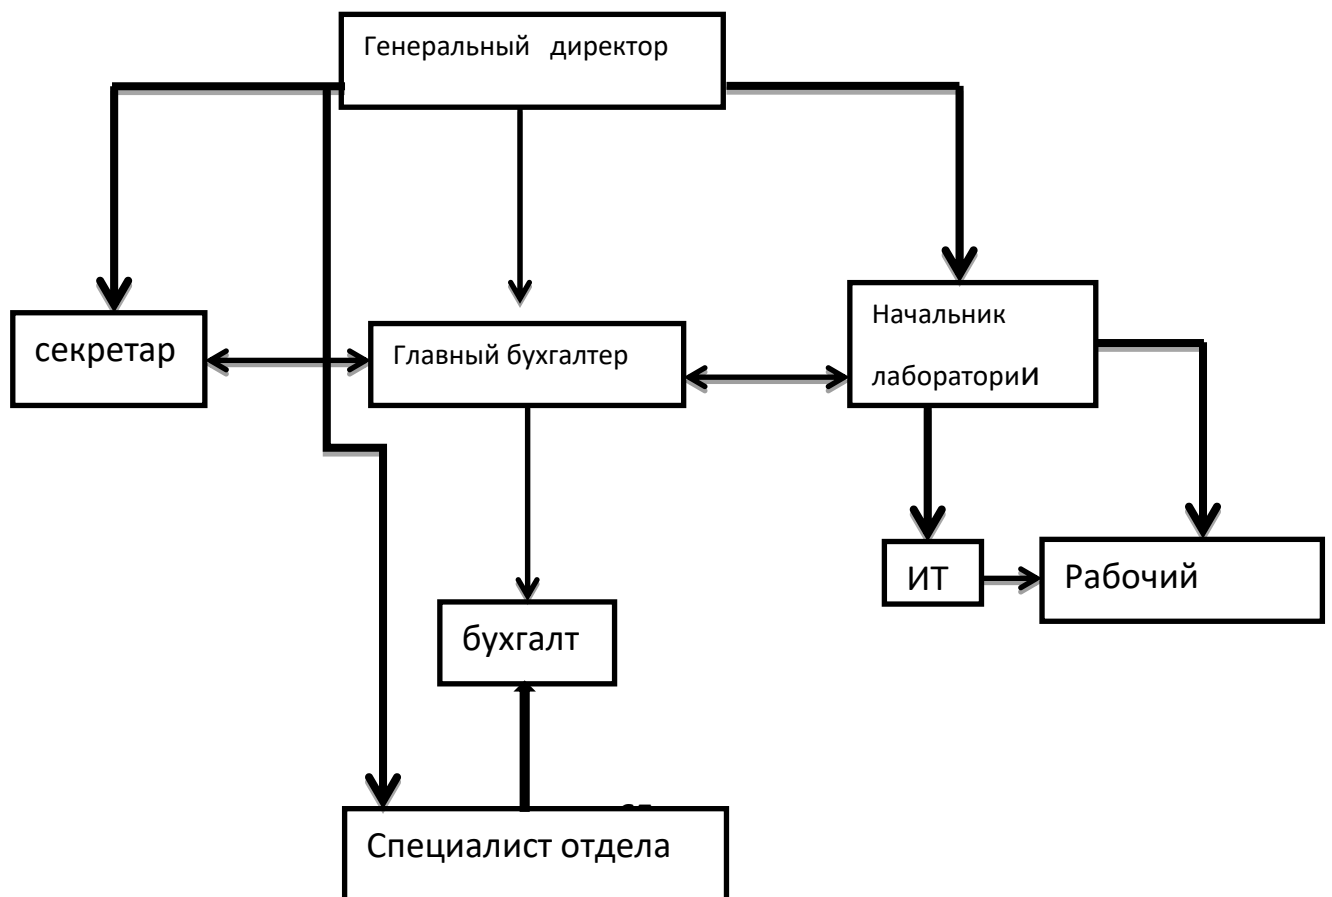 Генеральный директор
секретар
Главный бухгалтер
Начальник
лаборатории
ИТ
Рабочий
бухгалт
Специалист отдела